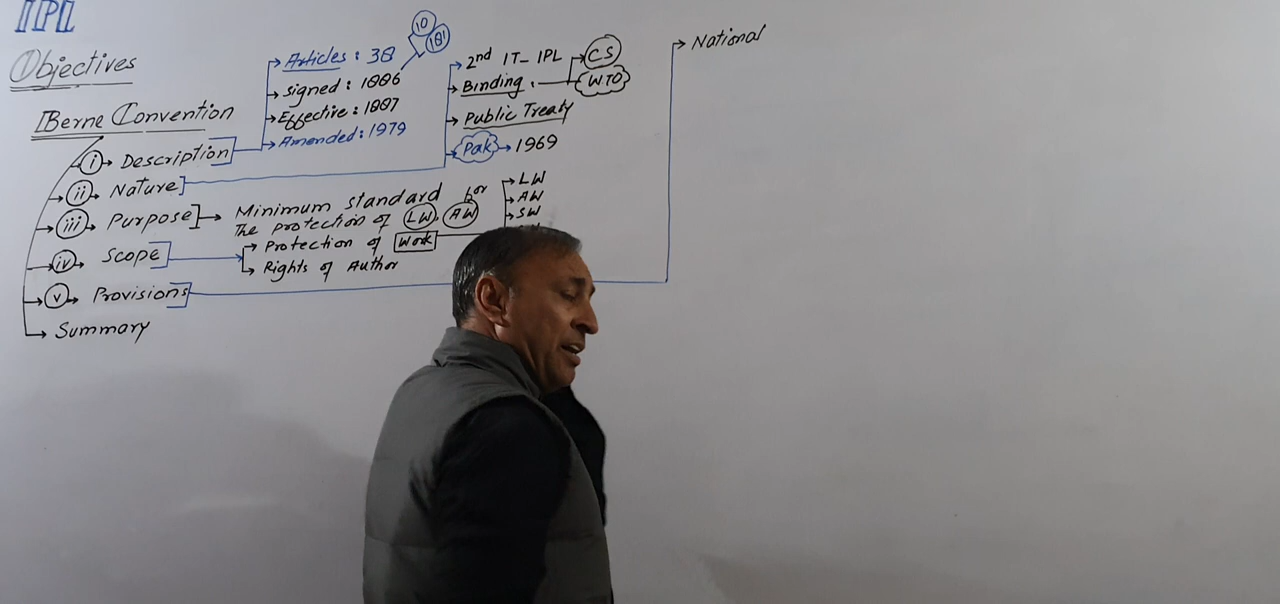 IPL
Objectives
Berne Convention
i → Description
→ Articles : 38
10
181
→ signed : 1886
→ Effective : 1887
→ Amended : 1979
ii → Nature
→ 2nd IT- IPL
→ Binding. → CS
WTO
→ Public Treaty
→ Pak → 1969
iii → Purpose → Minimum standard for
The protection of LW, AW
iv → Scope
→ Protection of Work
→ LW
→ AW
→ SW
→ Rights of Author
v → Provisions
→ National
→ Summary